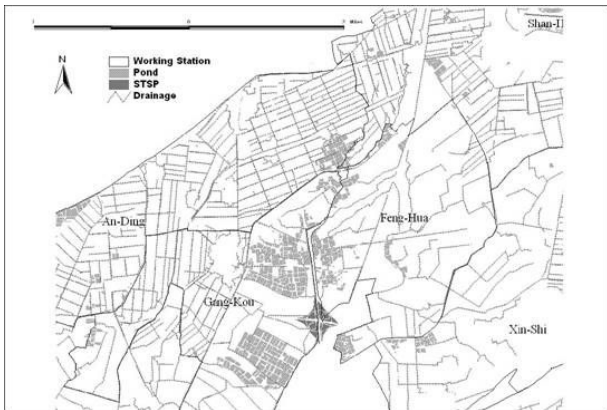 Miles
Shan-
N
Working Station
Pond
STSP
Drainage
An-Ding
Feng-Hua
Gang-Kou
Xin-Shi